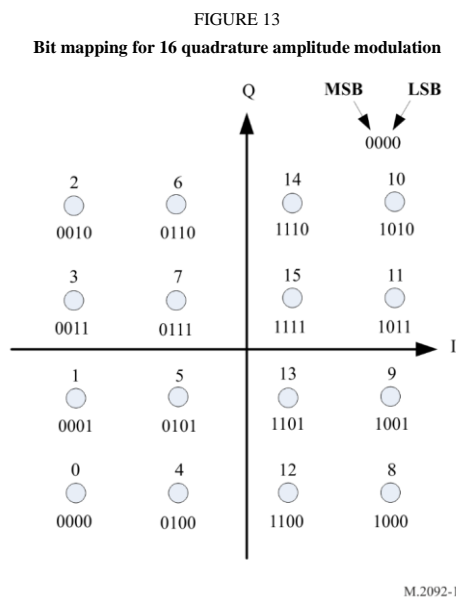 FIGURE 13
Bit mapping for 16 quadrature amplitude modulation
Q
MSB LSB
0000
2 6 14 10
0010 0110 1110 1010
3 7 15 11
0011 0111 1111 1011
I
1 5 13 9
0001 0101 1101 1001
0 4 12 8
0000 0100 1100 1000